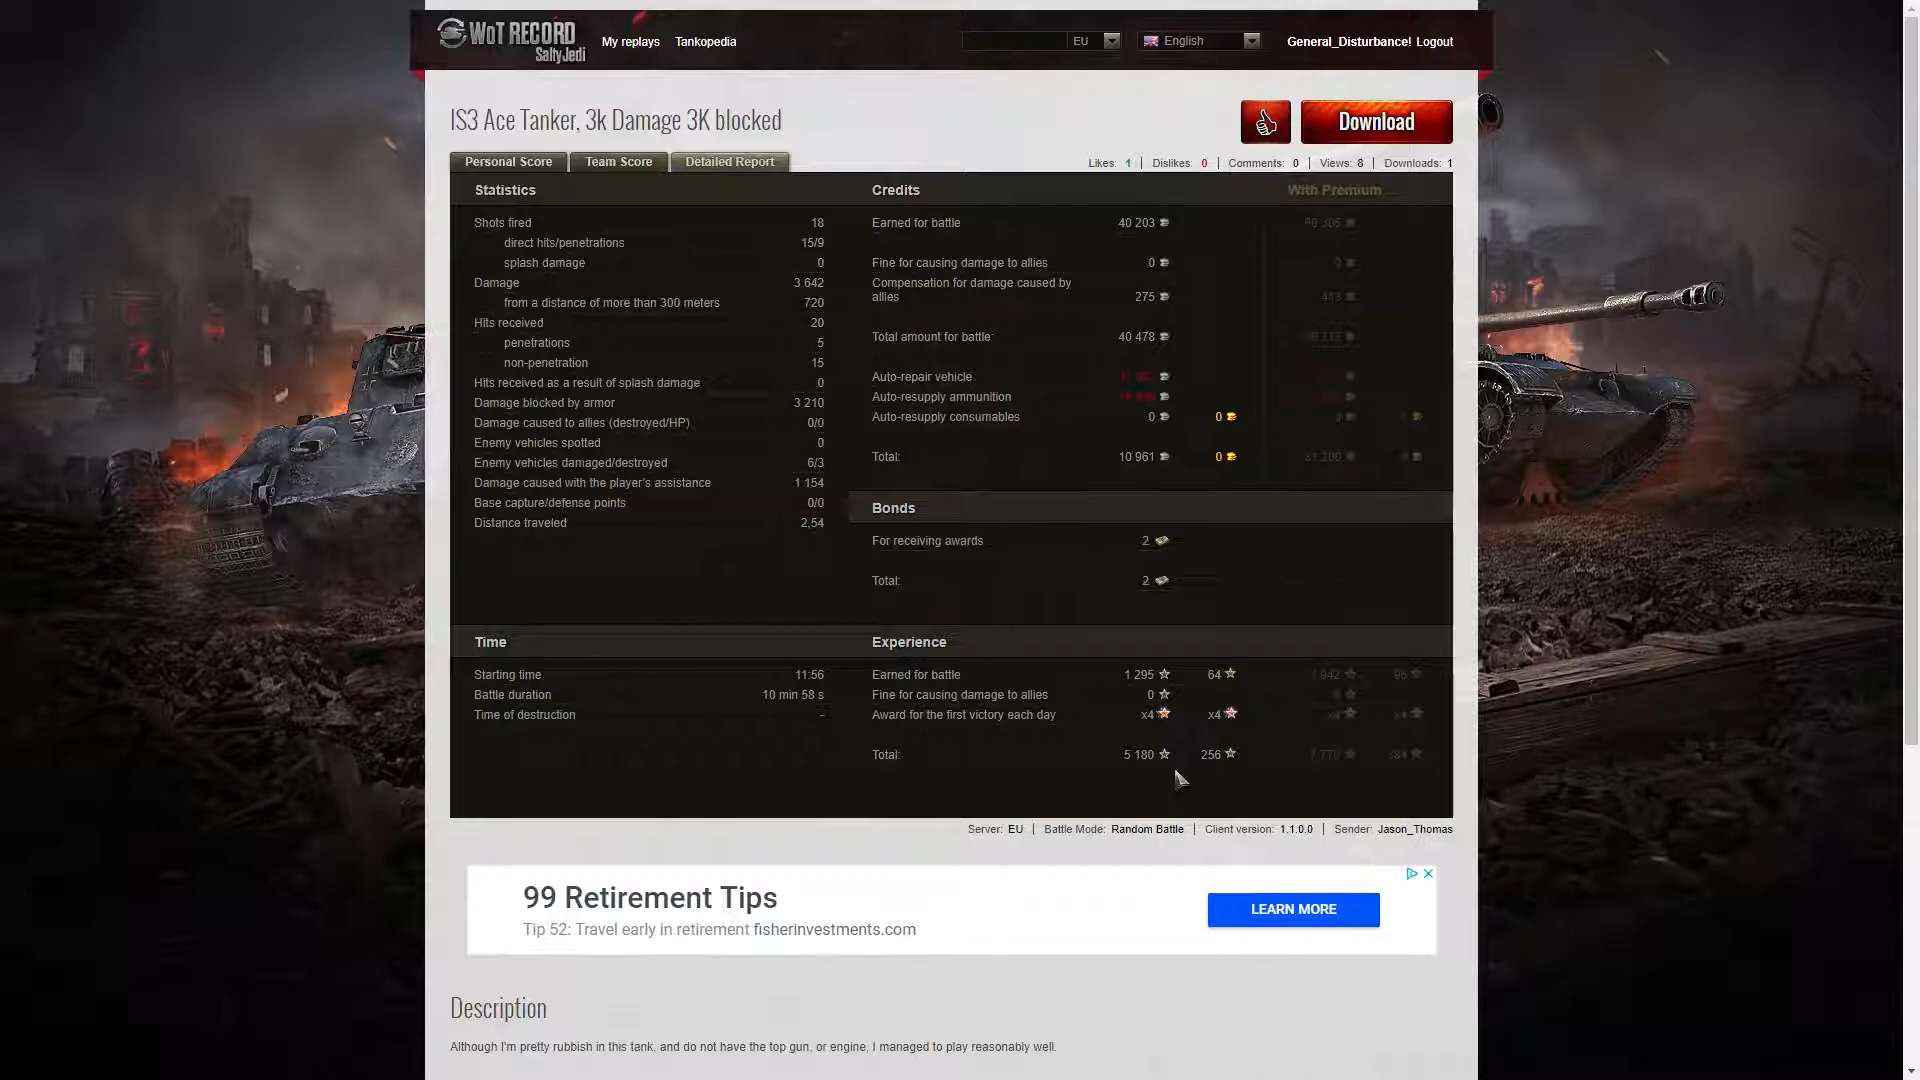 WoT RECORD
SaltyJedi
My replays Tankopedia
EU English
General_Disturbance! Logout
IS3 Ace Tanker, 3k Damage 3K blocked
Download
Personal Score Team Score Detailed Report
Likes: 1 | Dislikes: 0 | Comments: 0 | Views: 8 | Downloads: 1
Statistics
Shots fired 18
direct hits/penetrations 15/9
splash damage 0
Damage 3 642
from a distance of more than 300 meters 720
Hits received 20
penetrations 5
non-penetration 15
Hits received as a result of splash damage 0
Damage blocked by armor 3 210
Damage caused to allies (destroyed/HP) 0/0
Enemy vehicles spotted 0
Enemy vehicles damaged/destroyed 6/3
Damage caused with the player's assistance 1 154
Base capture/defense points 0/0
Distance traveled 2,54
Credits With Premium
Earned for battle 40 203
Fine for causing damage to allies 0 0
Compensation for damage caused by
allies 275
Total amount for battle: 40 478
Auto-repair vehicle
Auto-resupply ammunition
Auto-resupply consumables 0 0
Total: 10 961 0
Bonds
For receiving awards 2
Total: 2
Time
Starting time 11:56
Battle duration 10 min 58 s
Time of destruction –
Experience
Earned for battle 1 295 64 1 942 96
Fine for causing damage to allies 0
Award for the first victory each day x4 x4 x4 x4
Total: 5 180 256 384
Server: EU | Battle Mode: Random Battle | Client version: 1.1.0.0 | Sender: Jason_Thomas
99 Retirement Tips
Tip 52: Travel early in retirement fisherinvestments.com
LEARN MORE
Description
Although I'm pretty rubbish in this tank, and do not have the top gun, or engine, I managed to play reasonably well.